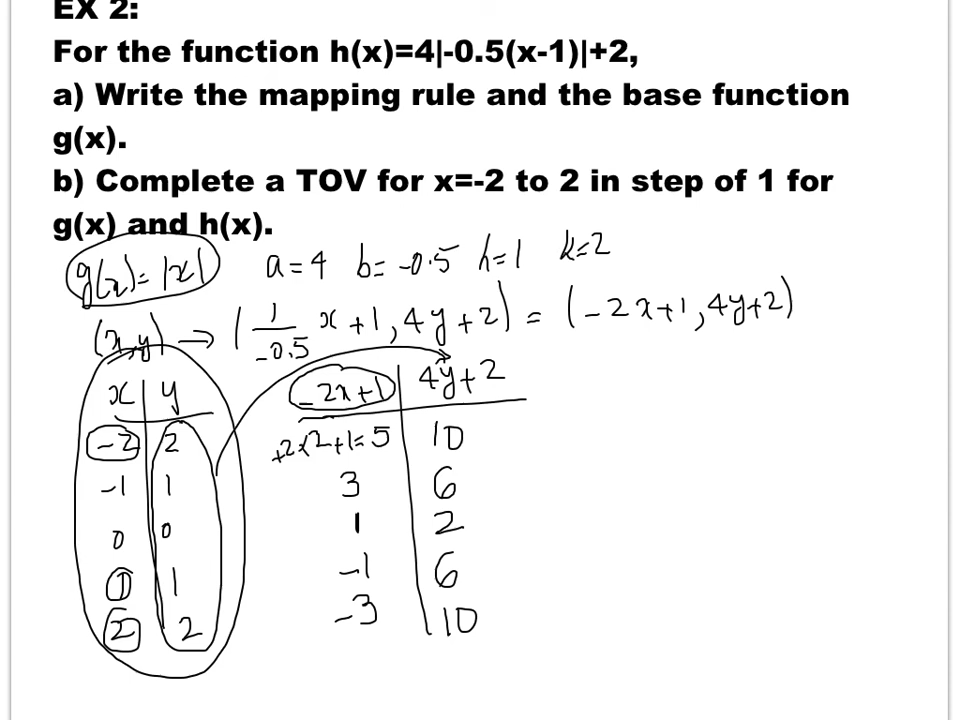 EX 2:
For the function h(x)=4|-0.5(x-1)|+2,
a) Write the mapping rule and the base function
g(x).
b) Complete a TOV for x=-2 to 2 in step of 1 for
g(x) and h(x).
g(x)= |x| a=4 b=-0.5 h=1 k=2
(x,y) → (1/-0.5 x +1, 4y+2) = (-2x+1, 4y+2)
x | y -2x+1 | 4y+2
-2 | 2 +2×2+1=5 | 10
-1 | 1 3 | 6
0 | 0 1 | 2
1 | 1 -1 | 6
2 | 2 -3 | 10